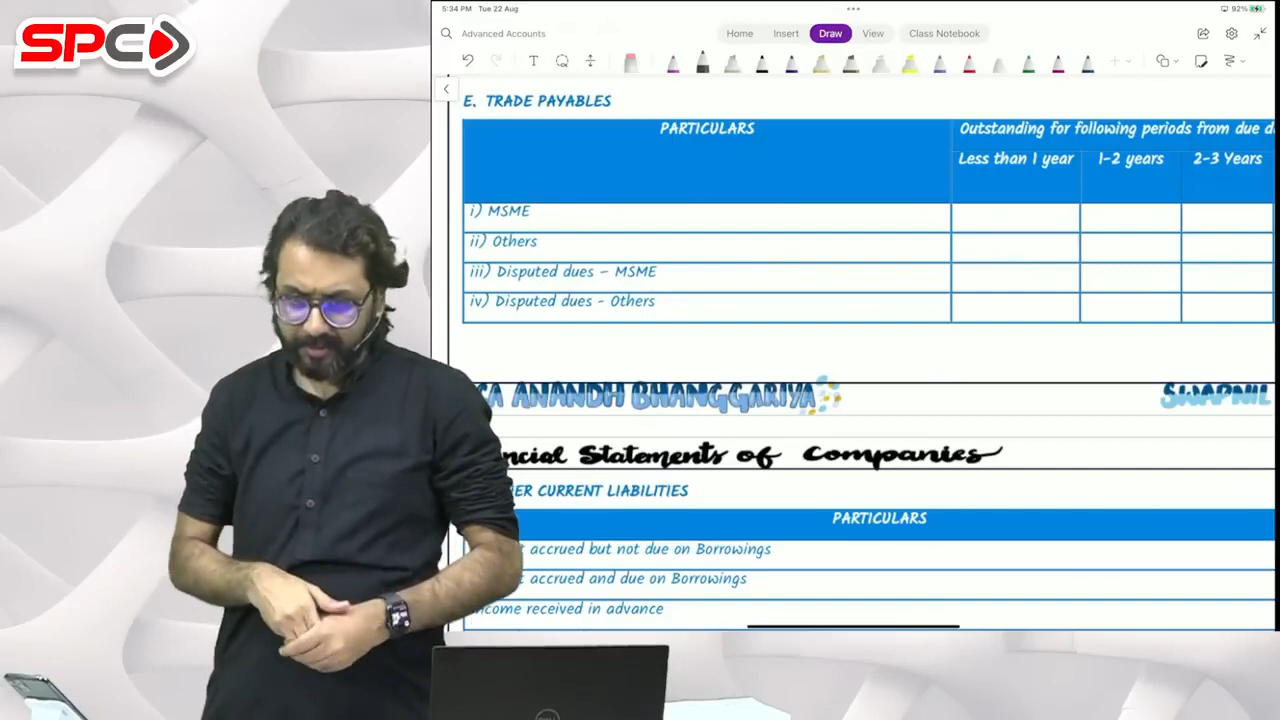 SPC
5:34 PM Tue 22 Aug
92%
Advanced Accounts
Home Insert Draw View Class Notebook
E. TRADE PAYABLES
PARTICULARS
Outstanding for following periods from due d
Less than 1 year 1-2 years 2-3 Years
i) MSME
ii) Others
iii) Disputed dues – MSME
iv) Disputed dues - Others
CA ANANDH BHANGGARIYA SWAPNIL
ncial Statements of Companies
ER CURRENT LIABILITIES
PARTICULARS
t accrued but not due on Borrowings
t accrued and due on Borrowings
ncome received in advance
DELL